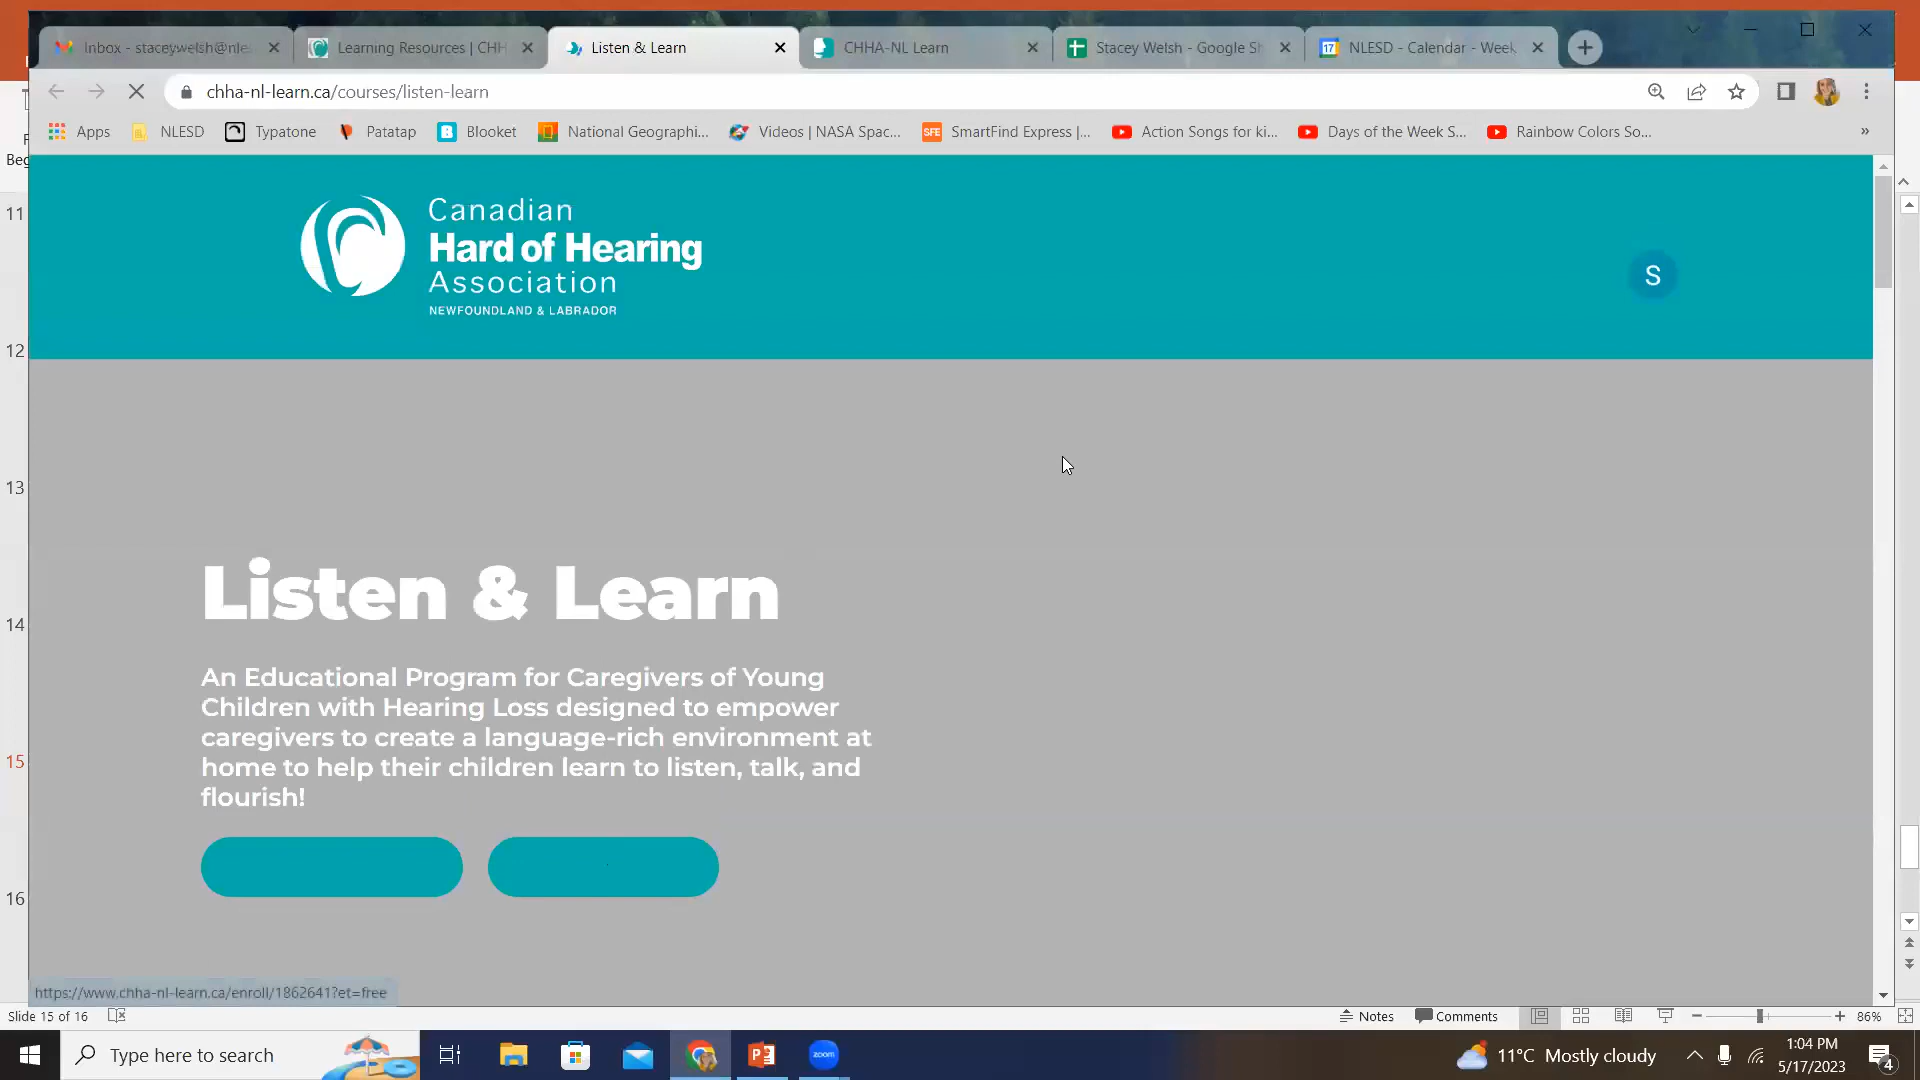 Inbox - staceywelsh@nles
Learning Resources | CHH
Listen & Learn
CHHA-NL Learn
Stacey Welsh - Google Sh
17
NLESD - Calendar - Week
chha-nl-learn.ca/courses/listen-learn
Apps
NLESD
Typatone
Patatap
B
Blooket
National Geographi...
Videos | NASA Spac...
SFE
SmartFind Express |...
Action Songs for ki...
Days of the Week S...
Rainbow Colors So...
»
Beg
11
12
13
14
15
16
Canadian
Hard of Hearing
Association
NEWFOUNDLAND & LABRADOR
S
Listen & Learn
An Educational Program for Caregivers of Young
Children with Hearing Loss designed to empower
caregivers to create a language-rich environment at
home to help their children learn to listen, talk, and
flourish!
https://www.chha-nl-learn.ca/enroll/1862641?et=free
Slide 15 of 16
Notes
Comments
86%
Type here to search
zoom
11°C Mostly cloudy
1:04 PM
5/17/2023
4